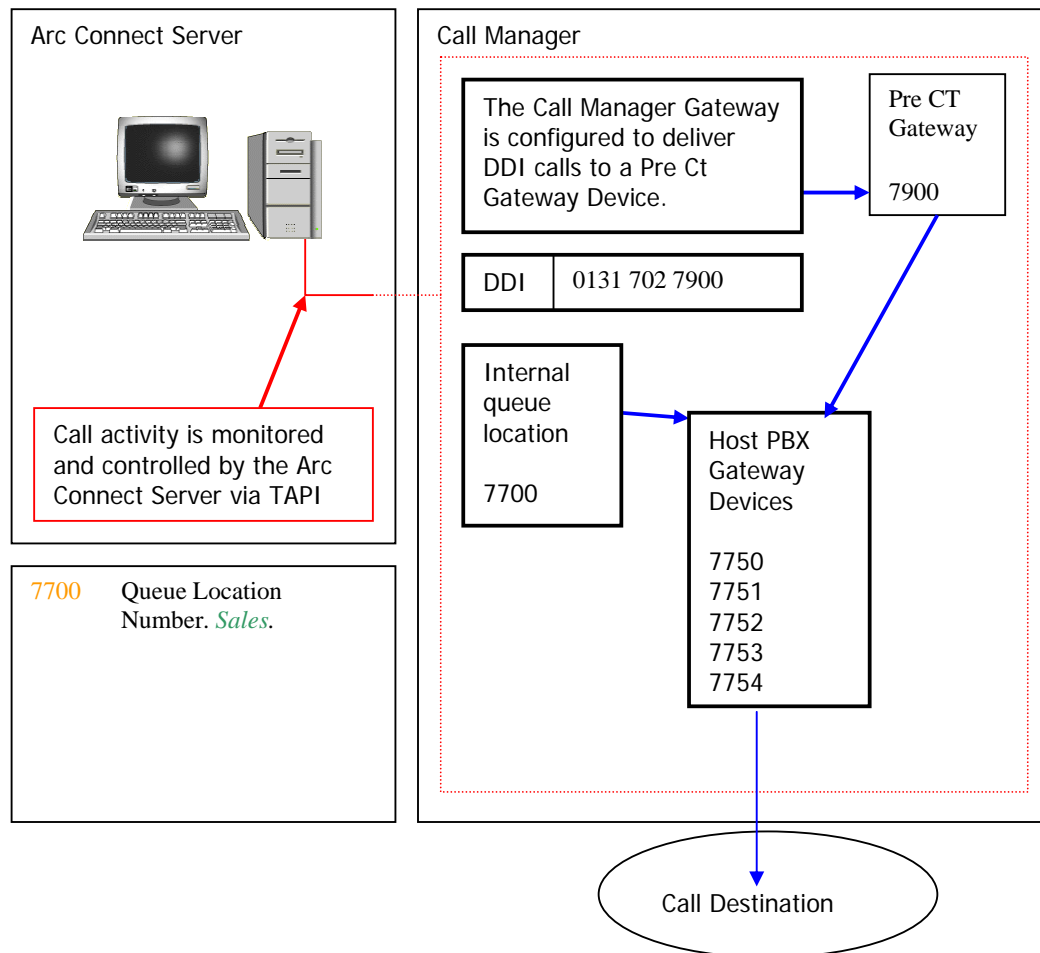 Arc Connect Server
Call activity is monitored
and controlled by the Arc
Connect Server via TAPI
7700 Queue Location
Number. Sales.
Call Manager
The Call Manager Gateway
is configured to deliver
DDI calls to a Pre Ct
Gateway Device.
Pre CT
Gateway
7900
DDI 0131 702 7900
Internal
queue
location
7700
Host PBX
Gateway
Devices
7750
7751
7752
7753
7754
Call Destination